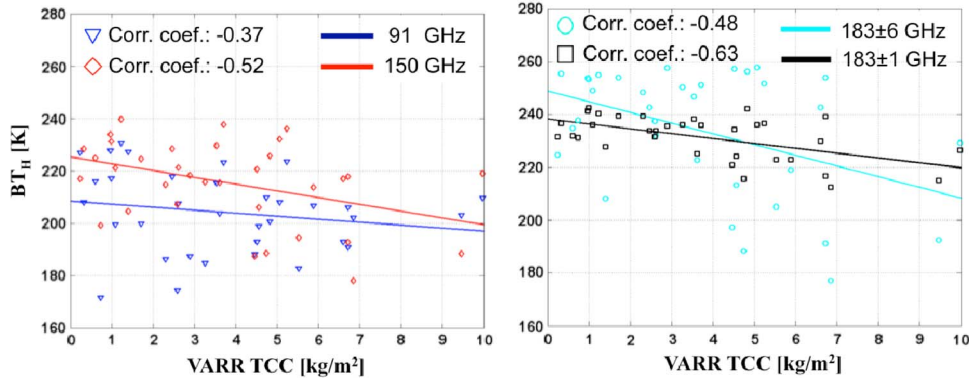 Corr. coef.: -0.37
91 GHz
Corr. coef.: -0.52
150 GHz
BT_H [K]
240
220
200
180
160
0 1 2 3 4 5 6 7 8 9 10
VARR TCC [kg/m²]
Corr. coef.: -0.48
183±6 GHz
Corr. coef.: -0.63
183±1 GHz
260
240
220
200
180
160
0 1 2 3 4 5 6 7 8 9 10
VARR TCC [kg/m²]